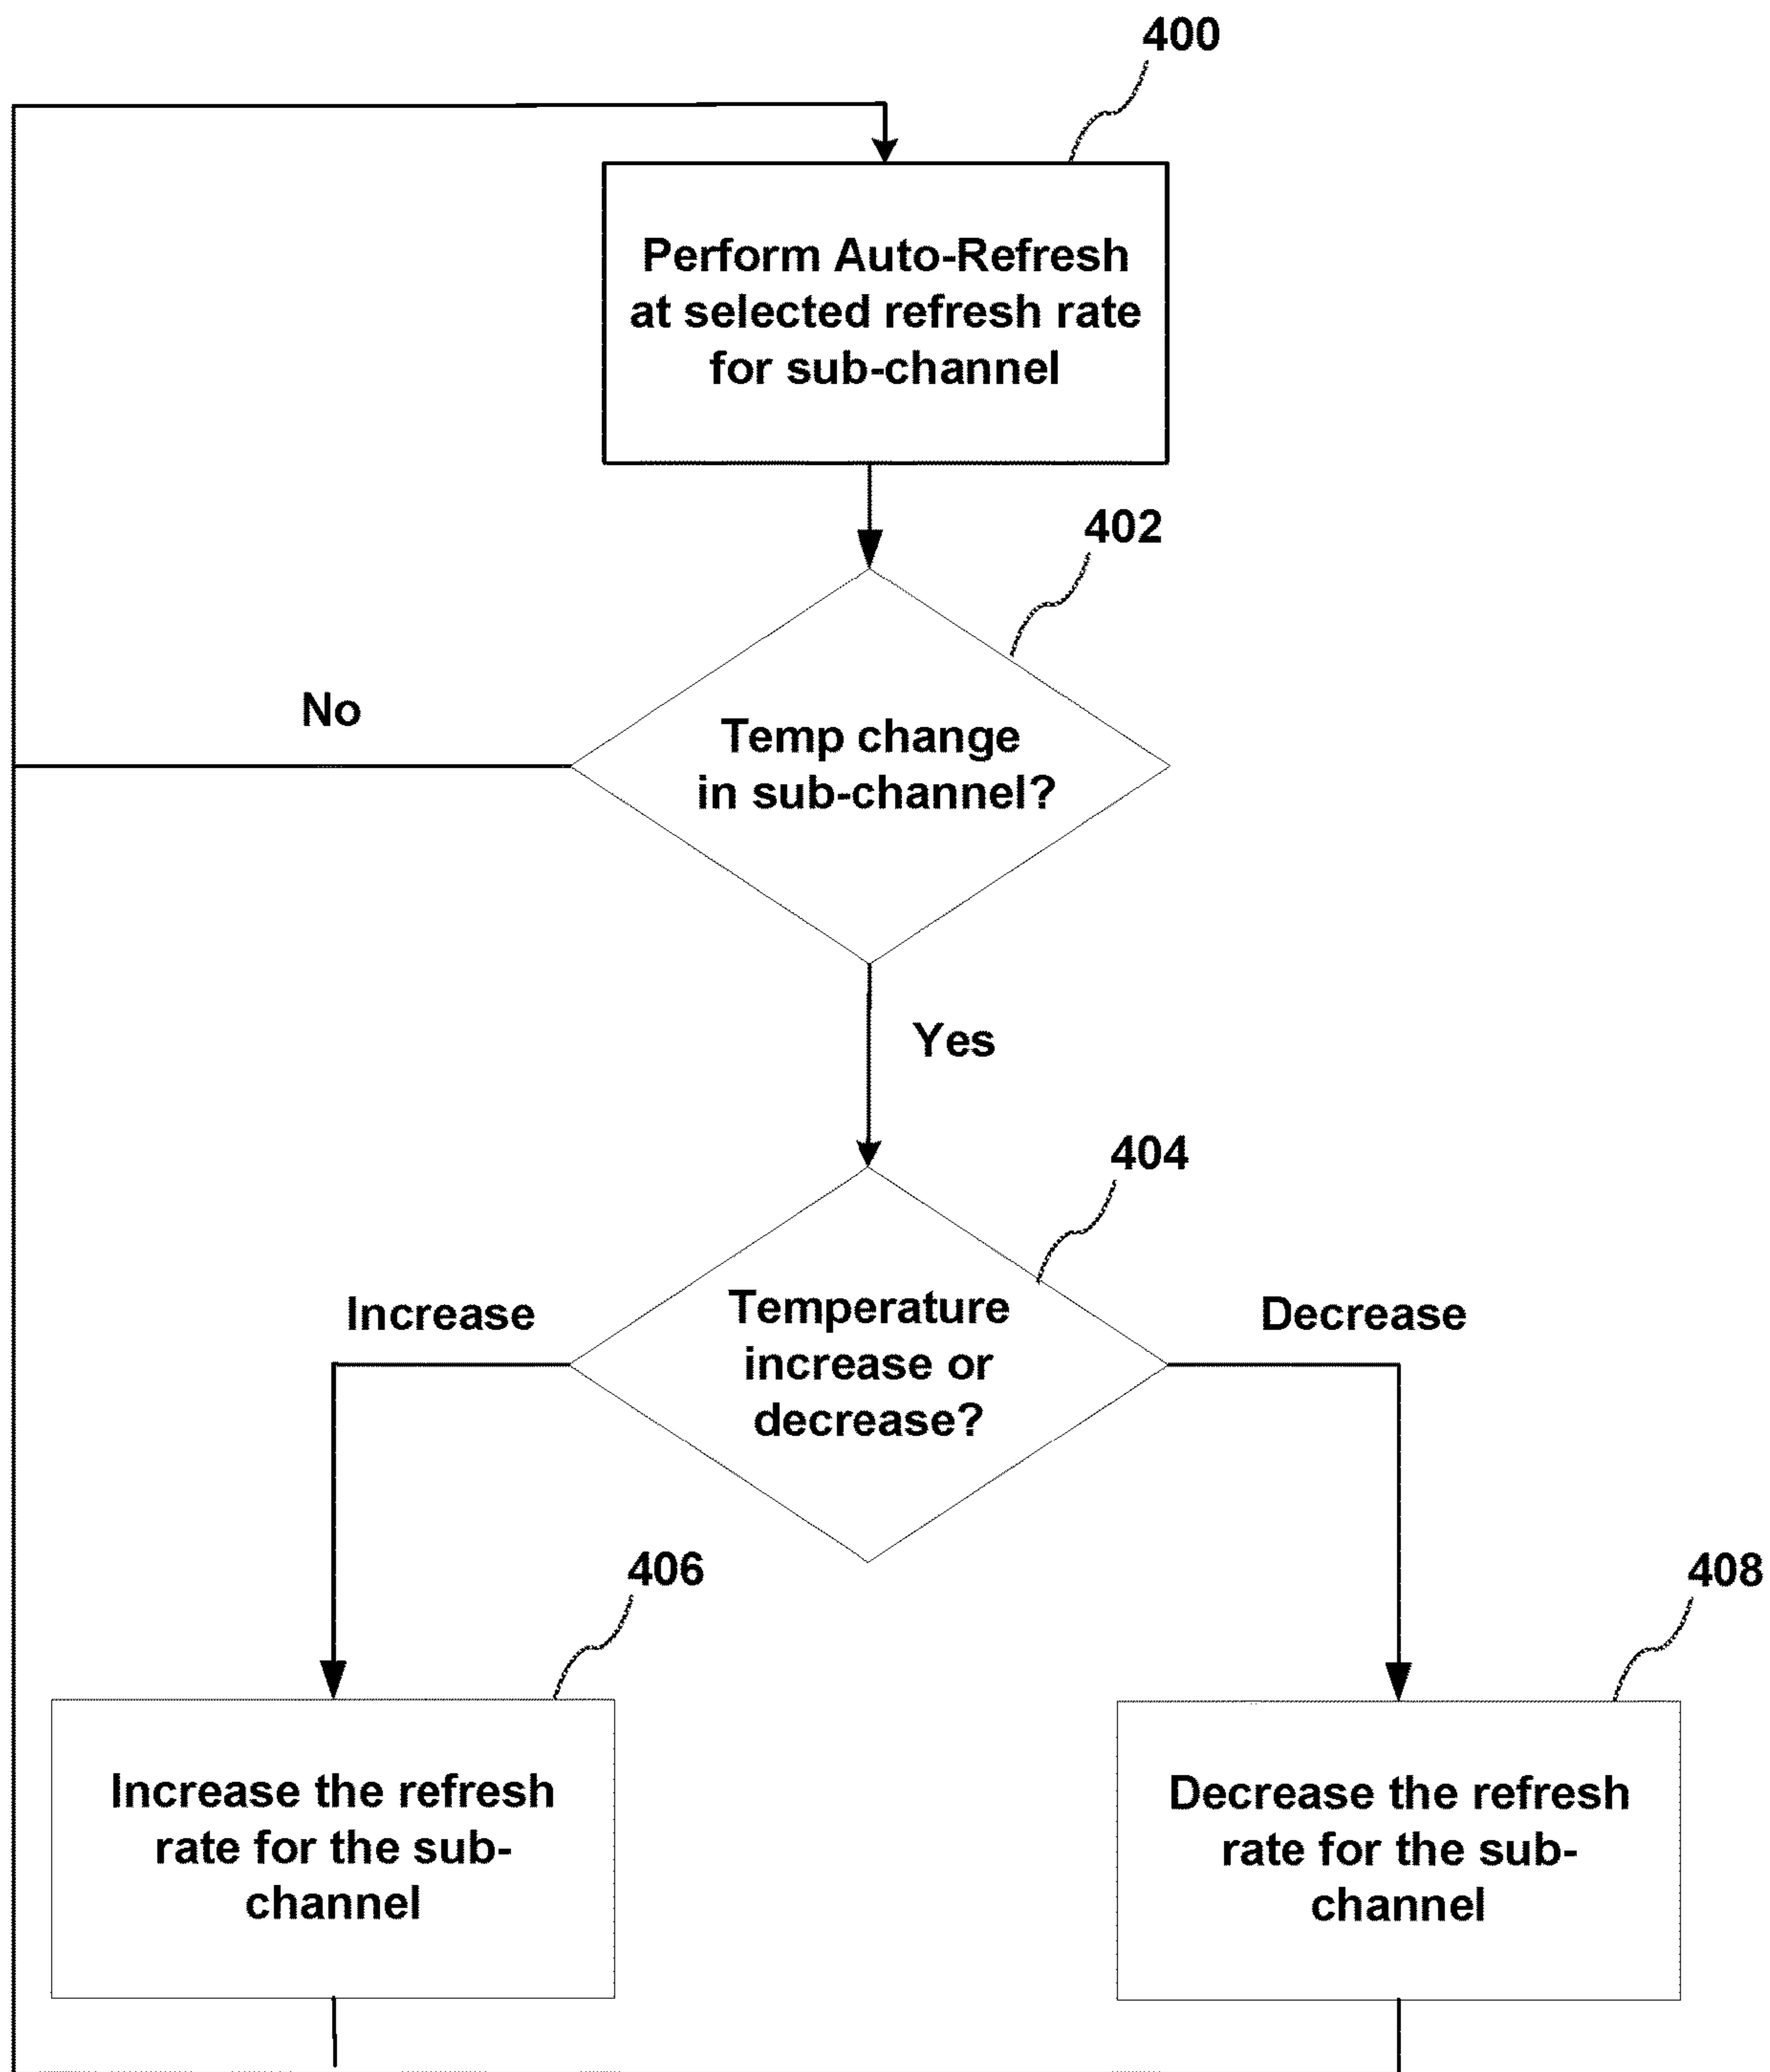 400
Perform Auto-Refresh
at selected refresh rate
for sub-channel
402
No
Temp change
in sub-channel?
Yes
404
Increase
Temperature
increase or
decrease?
Decrease
406
408
Increase the refresh
rate for the sub-
channel
Decrease the refresh
rate for the sub-
channel